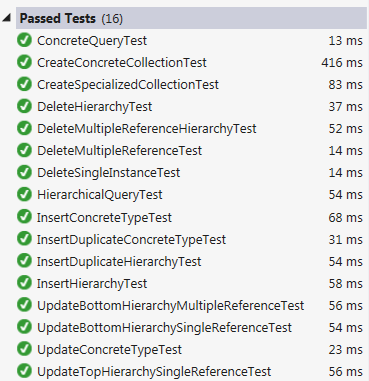 Passed Tests (16)
ConcreteQueryTest 13 ms
CreateConcreteCollectionTest 416 ms
CreateSpecializedCollectionTest 83 ms
DeleteHierarchyTest 37 ms
DeleteMultipleReferenceHierarchyTest 52 ms
DeleteMultipleReferenceTest 14 ms
DeleteSingleInstanceTest 14 ms
HierarchicalQueryTest 54 ms
InsertConcreteTypeTest 68 ms
InsertDuplicateConcreteTypeTest 31 ms
InsertDuplicateHierarchyTest 54 ms
InsertHierarchyTest 58 ms
UpdateBottomHierarchyMultipleReferenceTest 56 ms
UpdateBottomHierarchySingleReferenceTest 54 ms
UpdateConcreteTypeTest 23 ms
UpdateTopHierarchySingleReferenceTest 56 ms